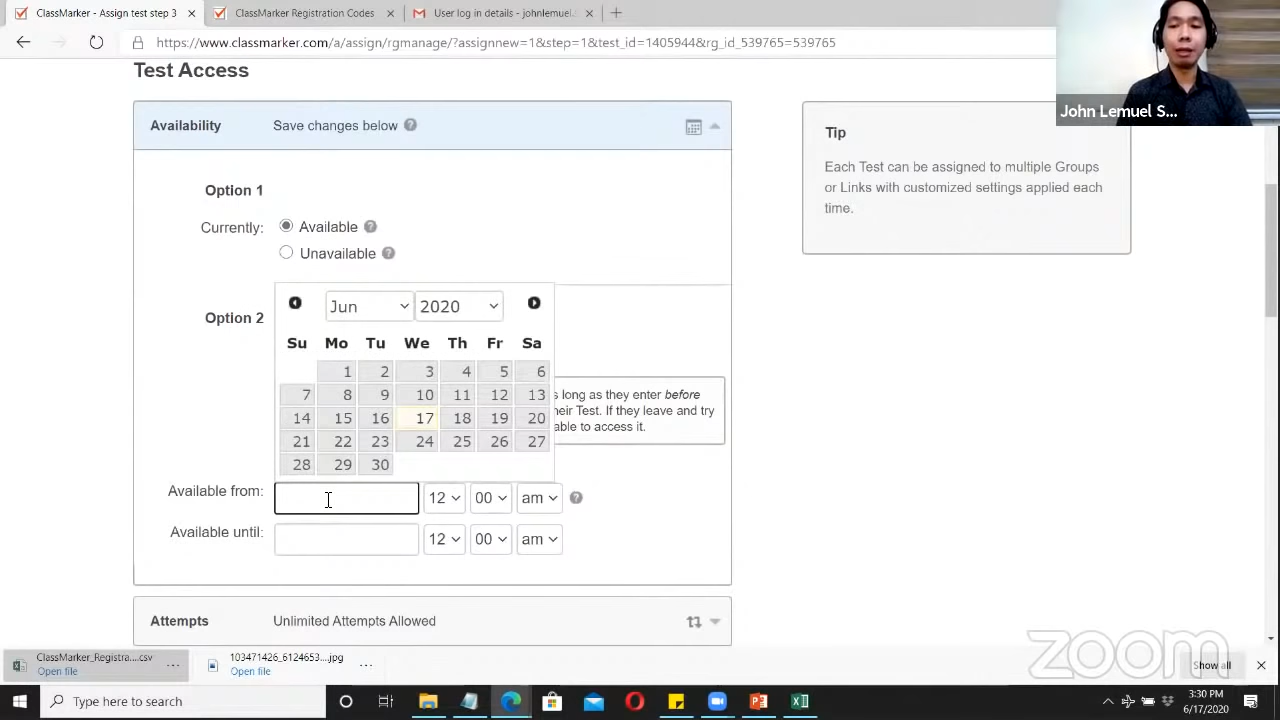 ClassMarker - Assign test step 3
ClassMarker Registration Codes
User log in details - johnlemuel.
https://www.classmarker.com/a/assign/rgmanage/?assignnew=1&step=1&test_id=1405944&rg_id_539765=539765
John Lemuel S...
Test Access
Availability
Save changes below
Tip
Each Test can be assigned to multiple Groups
or Links with customized settings applied each
time.
Option 1
Currently:
Available
Unavailable
Option 2
Jun
2020
Su Mo Tu We Th Fr Sa
1 2 3 4 5 6
7 8 9 10 11 12 13
14 15 16 17 18 19 20
21 22 23 24 25 26 27
28 29 30
s long as they enter before
heir Test. If they leave and try
able to access it.
Available from:
12 00 am
Available until:
12 00 am
Attempts
Unlimited Attempts Allowed
zoom
ClassMarker_Registra....csv
Open file
103471426_6124653....jpg
Open file
Show all
Type here to search
3:30 PM
6/17/2020